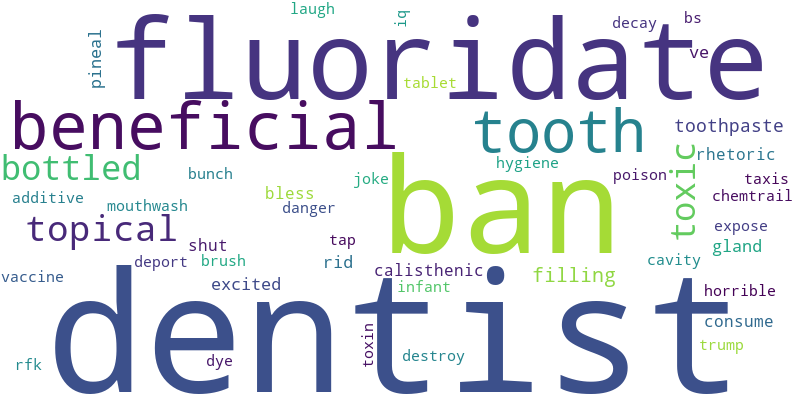 laugh
iq
decay
bs
fluoridate
ve
pineal
tablet
beneficial
tooth
toothpaste
bottled
hygiene
rhetoric
bunch
joke
ban
poison
toxic
taxis
additive
mouthwash
bless
danger
chemtrail
topical
expose
shut
tap
gland
deport
brush
rid
calisthenic
filling
cavity
vaccine
excited
infant
horrible
dentist
consume
toxin
trump
rfk
dye
destroy